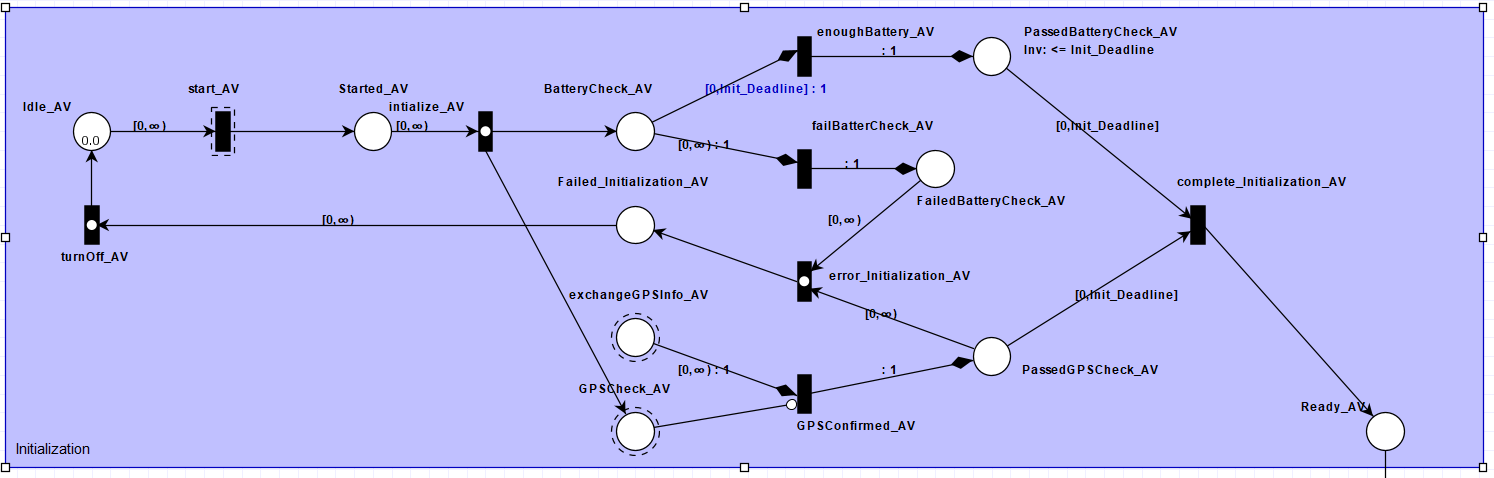 enoughBattery_AV
: 1
PassedBatteryCheck_AV
Inv: <= Init_Deadline
start_AV
Started_AV
BatteryCheck_AV
[0,Init_Deadline] : 1
Idle_AV
intialize_AV
0.0
[0,∞)
[0,∞)
failBatterCheck_AV
[0,Init_Deadline]
[0,∞) : 1
: 1
Failed_Initialization_AV
complete_Initialization_AV
FailedBatteryCheck_AV
[0,∞)
[0,∞)
turnOff_AV
error_Initialization_AV
exchangeGPSInfo_AV
[0,Init_Deadline]
[0,∞)
[0,∞) : 1
: 1
PassedGPSCheck_AV
GPSCheck_AV
Ready_AV
GPSConfirmed_AV
Initialization